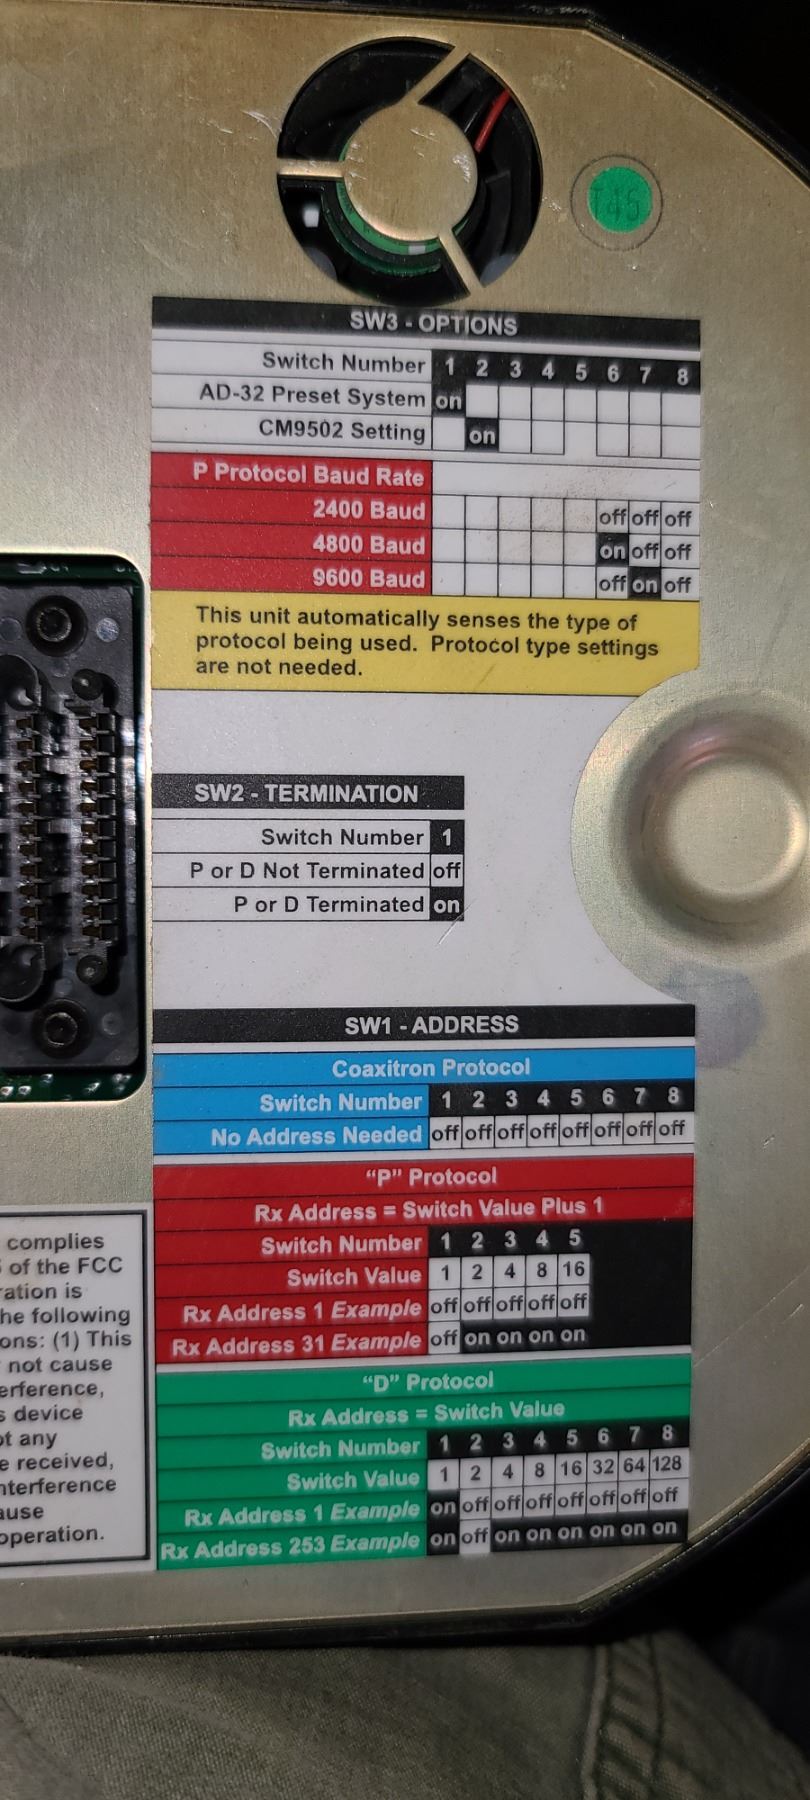 T45
SW3 - OPTIONS
Switch Number 1 2 3 4 5 6 7 8
AD-32 Preset System on
CM9502 Setting on
P Protocol Baud Rate
2400 Baud off off off
4800 Baud on off off
9600 Baud off on off
This unit automatically senses the type of
protocol being used. Protocol type settings
are not needed.
SW2 - TERMINATION
Switch Number 1
P or D Not Terminated off
P or D Terminated on
SW1 - ADDRESS
Coaxitron Protocol
Switch Number 1 2 3 4 5 6 7 8
No Address Needed off off off off off off off off
“P” Protocol
Rx Address = Switch Value Plus 1
Switch Number 1 2 3 4 5
Switch Value 1 2 4 8 16
Rx Address 1 Example off off off off off
Rx Address 31 Example off on on on on
“D” Protocol
Rx Address = Switch Value
Switch Number 1 2 3 4 5 6 7 8
Switch Value 1 2 4 8 16 32 64 128
Rx Address 1 Example on off off off off off off off
Rx Address 253 Example on off on on on on on on
complies
of the FCC
is
the following
(1) This
not cause
device
any
received,
operation.